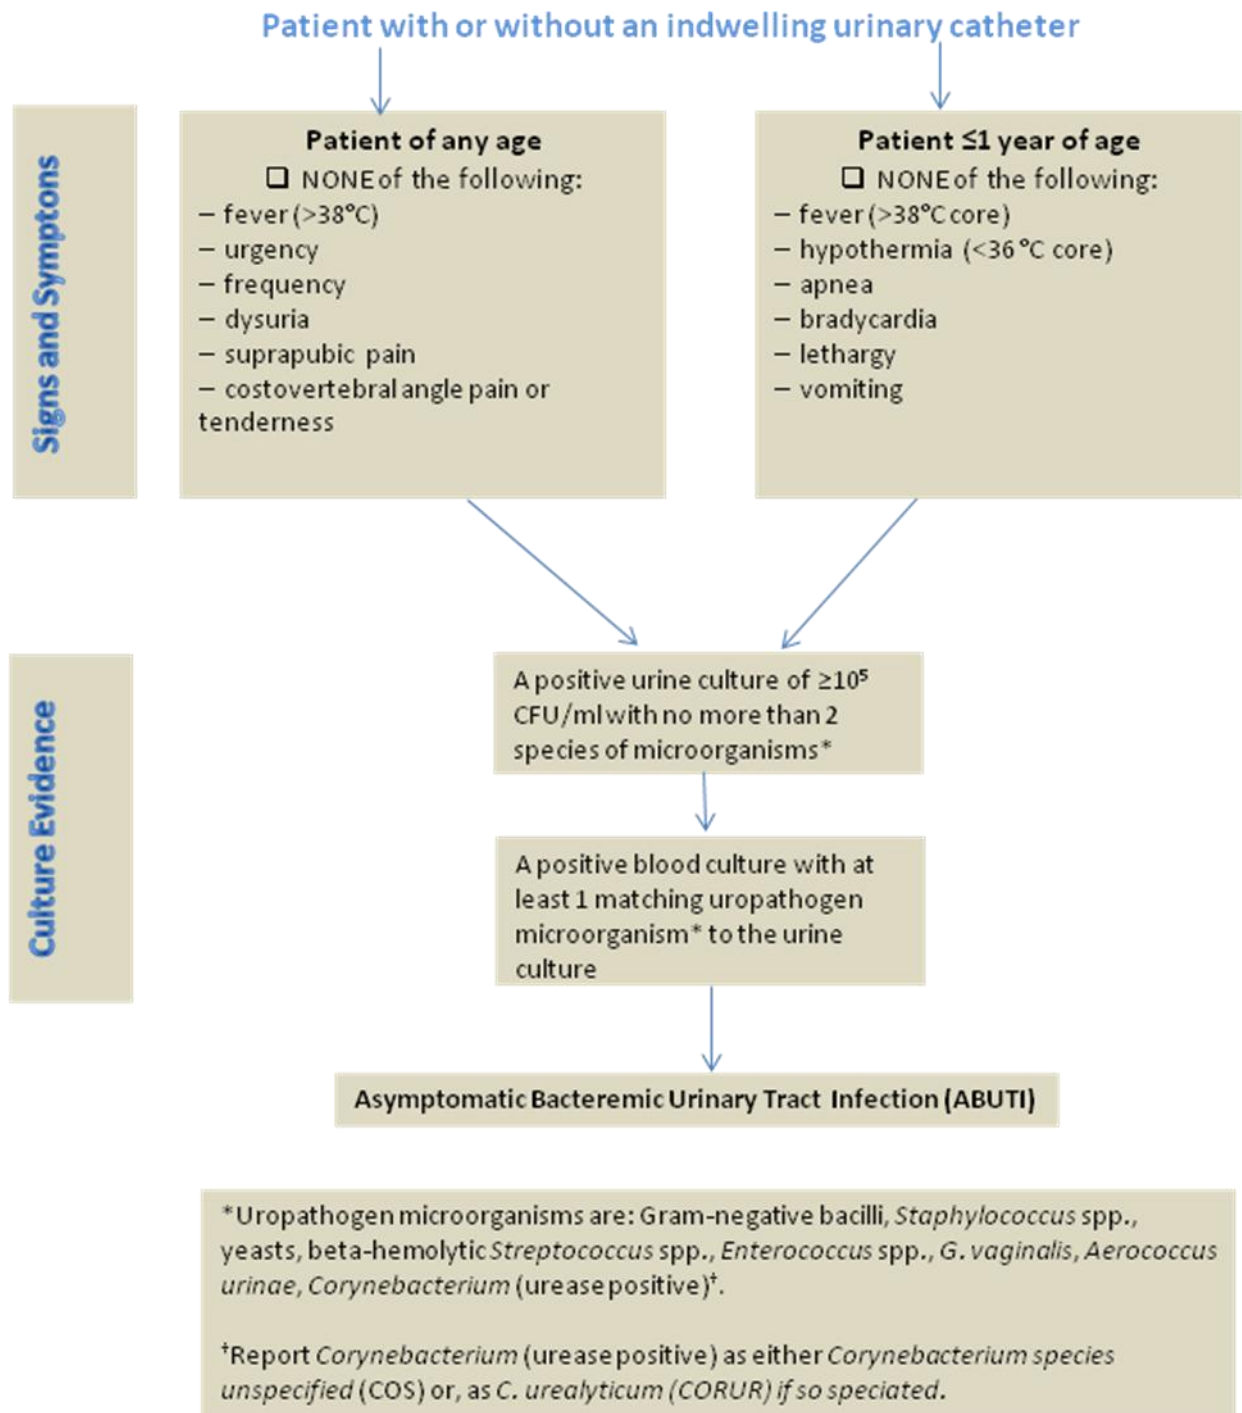 Patient with or without an indwelling urinary catheter
Signs and Symptons
Patient of any age
❑ NONE of the following:
– fever (>38°C)
– urgency
– frequency
– dysuria
– suprapubic pain
– costovertebral angle pain or
tenderness
Patient ≤1 year of age
❑ NONE of the following:
– fever (>38°C core)
– hypothermia (<36 °C core)
– apnea
– bradycardia
– lethargy
– vomiting
Culture Evidence
A positive urine culture of ≥10⁵
CFU/ml with no more than 2
species of microorganisms*
A positive blood culture with at
least 1 matching uropathogen
microorganism* to the urine
culture
Asymptomatic Bacteremic Urinary Tract Infection (ABUTI)
*Uropathogen microorganisms are: Gram-negative bacilli, Staphylococcus spp.,
yeasts, beta-hemolytic Streptococcus spp., Enterococcus spp., G. vaginalis, Aerococcus
urinae, Corynebacterium (urease positive)†.
†Report Corynebacterium (urease positive) as either Corynebacterium species
unspecified (COS) or, as C. urealyticum (CORUR) if so speciated.